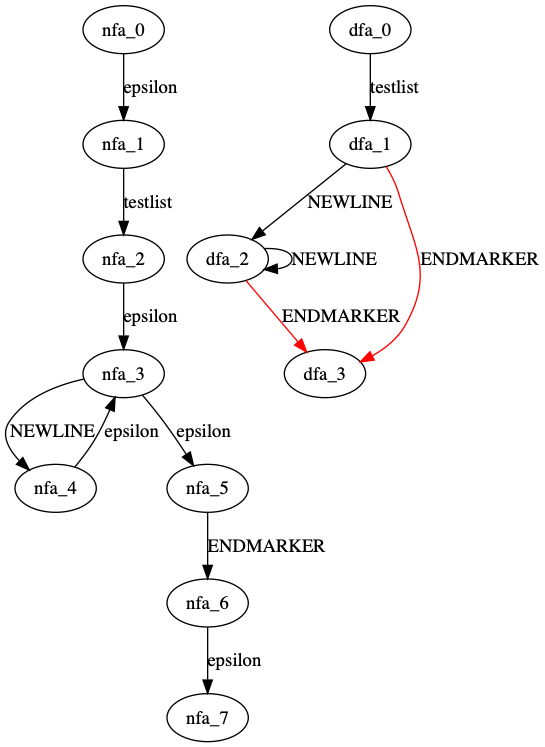 nfa_0
epsilon
nfa_1
testlist
nfa_2
epsilon
nfa_3
NEWLINE
epsilon
epsilon
nfa_4
nfa_5
ENDMARKER
nfa_6
epsilon
nfa_7
dfa_0
testlist
dfa_1
NEWLINE
dfa_2
NEWLINE
ENDMARKER
ENDMARKER
dfa_3